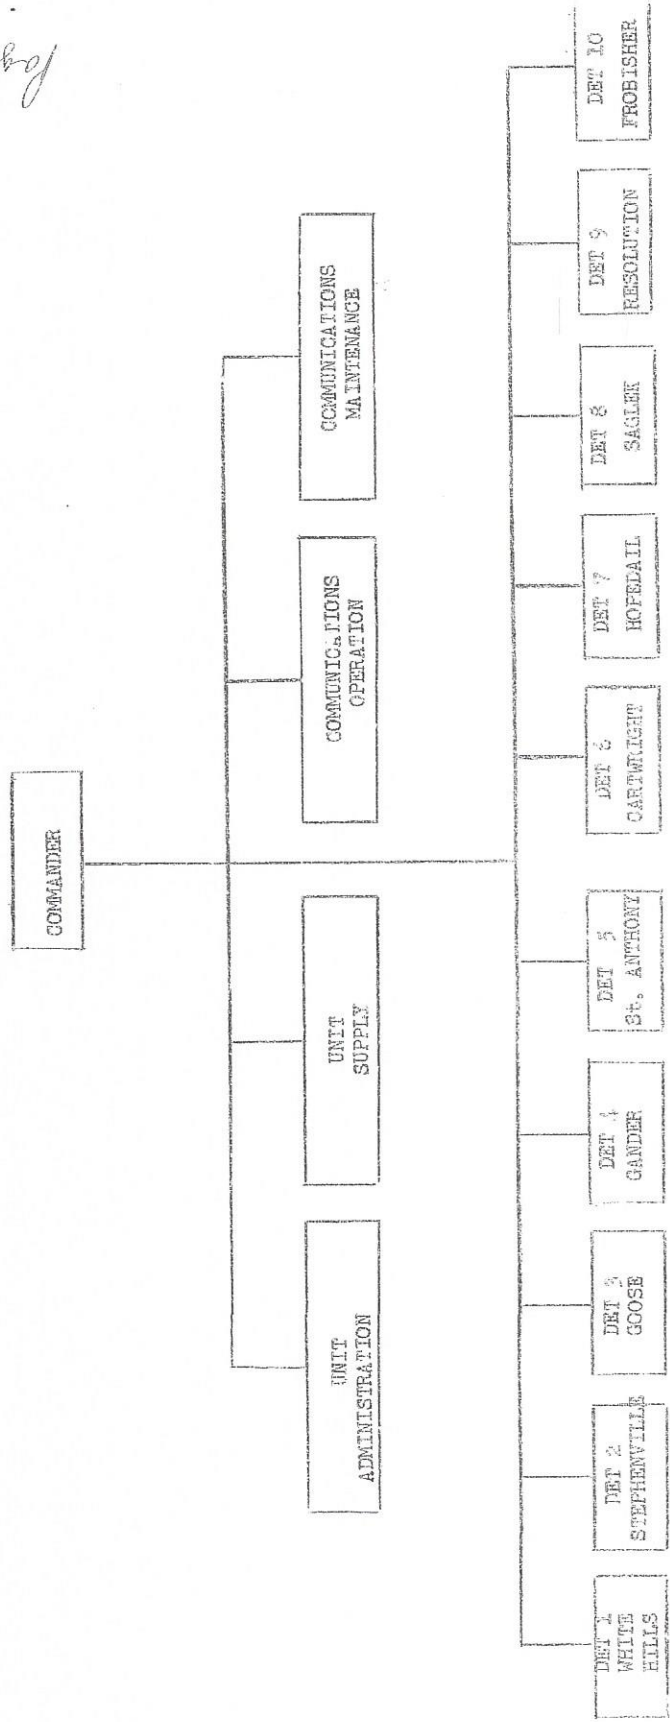 Pag
COMMANDER
UNIT
ADMINISTRATION
UNIT
SUPPLY
COMMUNICATIONS
OPERATION
COMMUNICATIONS
MAINTENANCE
DET 1
WHITE
HILLS
DET 2
STEPHENVILLE
DET 3
GOOSE
DET 4
GANDER
DET 5
St. ANTHONY
DET 6
CARTWRIGHT
DET 7
HOPEDAIL
DET 8
SAGLEK
DET 9
RESOLUTION
DET 10
FROBISHER